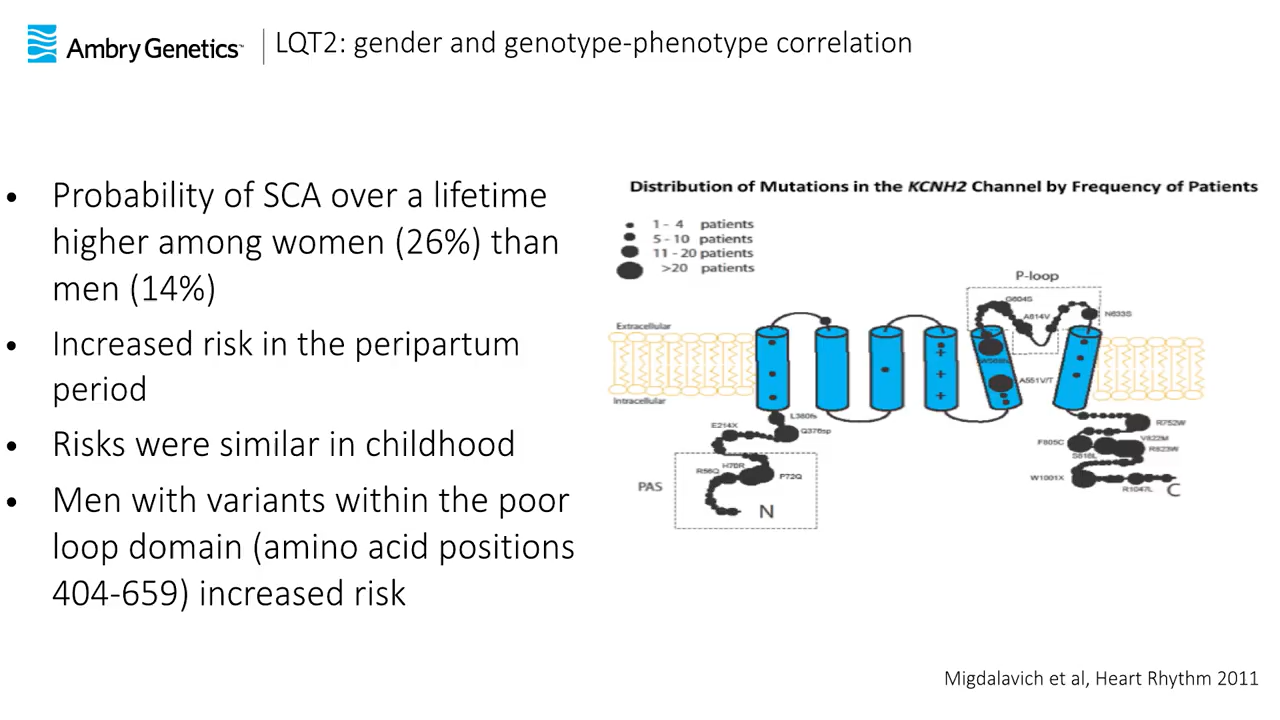 Ambry Genetics™
LQT2: gender and genotype-phenotype correlation
• Probability of SCA over a lifetime
higher among women (26%) than
men (14%)
• Increased risk in the peripartum
period
• Risks were similar in childhood
• Men with variants within the poor
loop domain (amino acid positions
404-659) increased risk
Distribution of Mutations in the KCNH2 Channel by Frequency of Patients
1 - 4 patients
5 - 10 patients
11 - 20 patients
>20 patients
P-loop
G604S
A614V
N633S
Extracellular
A551V/T
Intracellular
L380fs
E214X
Q376sp
R752W
V822M
F805C
R823W
S818L
PAS
H70R
R56Q
P72Q
W1001X
R1047L
C
N
Migdalavich et al, Heart Rhythm 2011